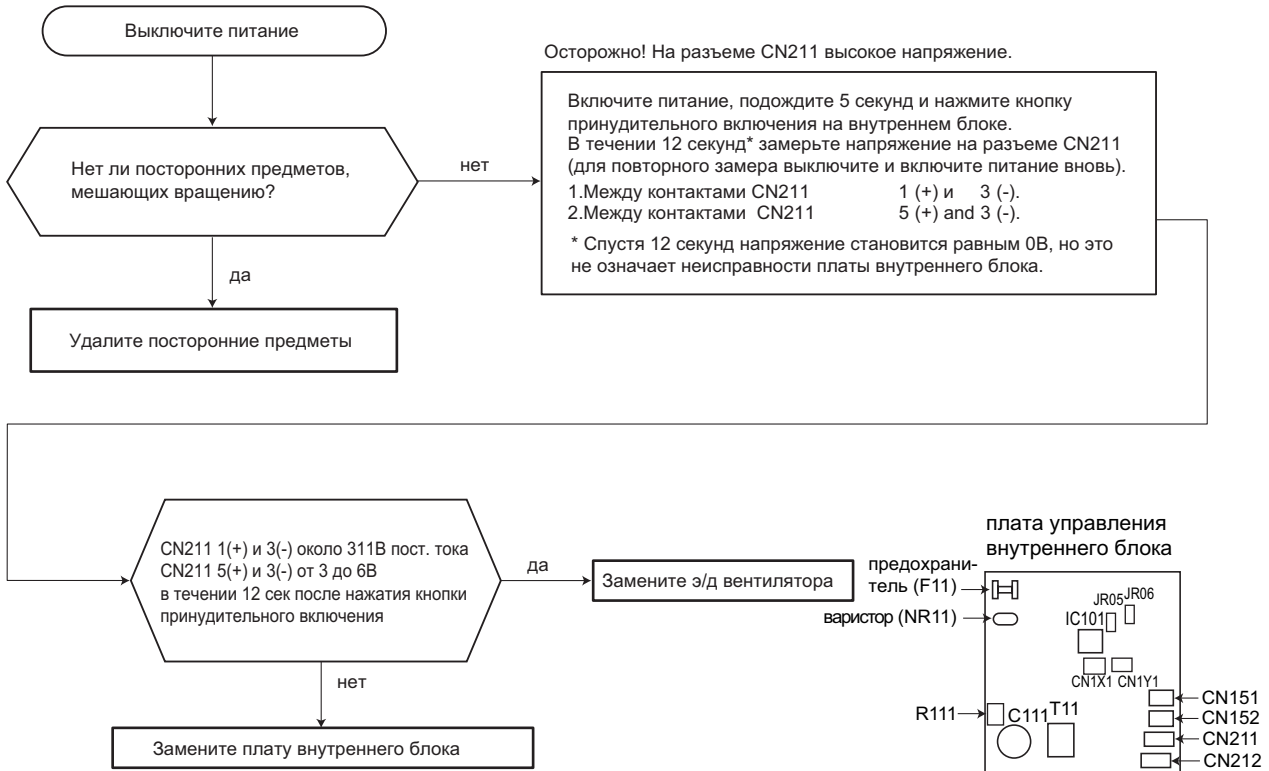 Выключите питание
Осторожно! На разъеме CN211 высокое напряжение.
Нет ли посторонних предметов,
мешающих вращению?
нет
да
Удалите посторонние предметы
Включите питание, подождите 5 секунд и нажмите кнопку
принудительного включения на внутреннем блоке.
В течении 12 секунд* замерьте напряжение на разъеме CN211
(для повторного замера выключите и включите питание вновь).
1.Между контактами CN211 1 (+) и 3 (-).
2.Между контактами CN211 5 (+) and 3 (-).
* Спустя 12 секунд напряжение становится равным 0В, но это
не означает неисправности платы внутреннего блока.
CN211 1(+) и 3(-) около 311В пост. тока
CN211 5(+) и 3(-) от 3 до 6В
в течении 12 сек после нажатия кнопки
принудительного включения
да
Замените э/д вентилятора
нет
Замените плату внутреннего блока
плата управления
внутреннего блока
предохрани-
тель (F11)
варистор (NR11)
JR05 JR06
IC101
CN1X1 CN1Y1
R111 C111 T11
CN151
CN152
CN211
CN212